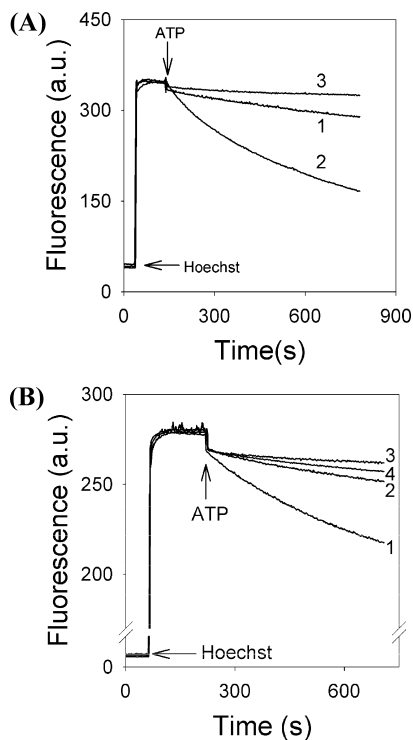 (A)
450
ATP
3
300
1
2
150
Hoechst
0
0 300 600 900
Fluorescence (a.u.)
Time(s)
(B)
300
3
4
2
250
ATP
1
200
Hoechst
0
0 300 600
Fluorescence (a.u.)
Time (s)